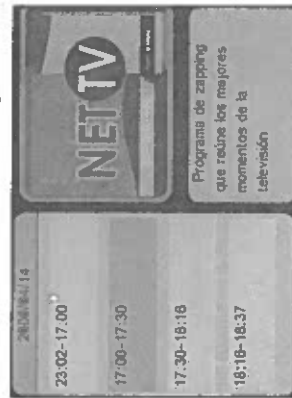 NET TV
23:02-17.00
17:00-17:30
17.30-18:16
18:16-18:37
Programa de zapping
que reúne los majores
momentos de la
televisión